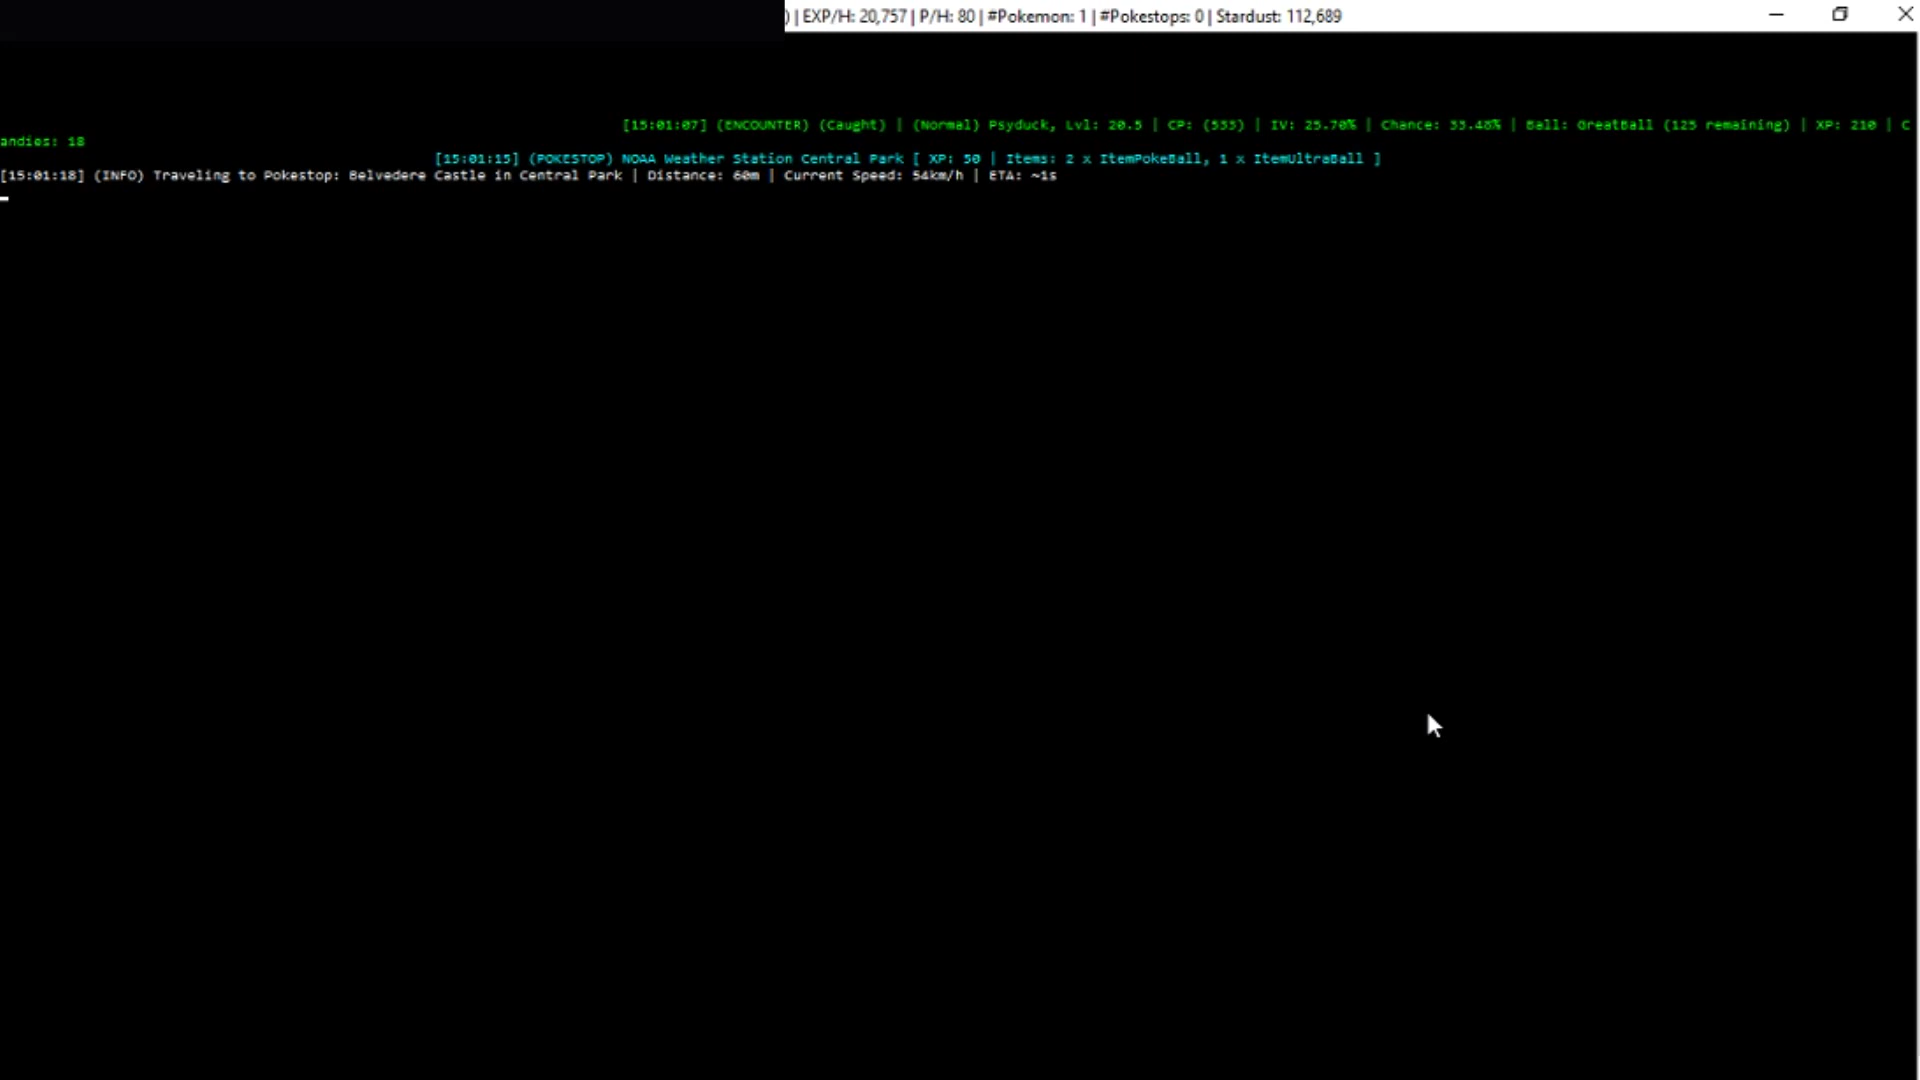 ) | EXP/H: 20,757 | P/H: 80 | #Pokemon: 1 | #Pokestops: 0 | Stardust: 112,689
[15:01:07] (ENCOUNTER) (Caught) | (Normal) Psyduck, Lvl: 20.5 | CP: (533) | IV: 25.70% | Chance: 33.48% | Ball: GreatBall (125 remaining) | XP: 210 | C
andies: 18
[15:01:15] (POKESTOP) NOAA Weather Station Central Park [ XP: 50 | Items: 2 x ItemPokeBall, 1 x ItemUltraBall ]
[15:01:18] (INFO) Traveling to Pokestop: Belvedere Castle in Central Park | Distance: 60m | Current Speed: 54km/h | ETA: ~1s